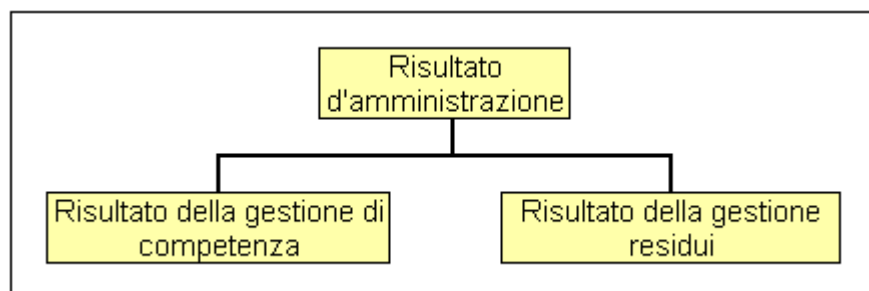 Risultato
d'amministrazione
Risultato della gestione di
competenza
Risultato della gestione
residui